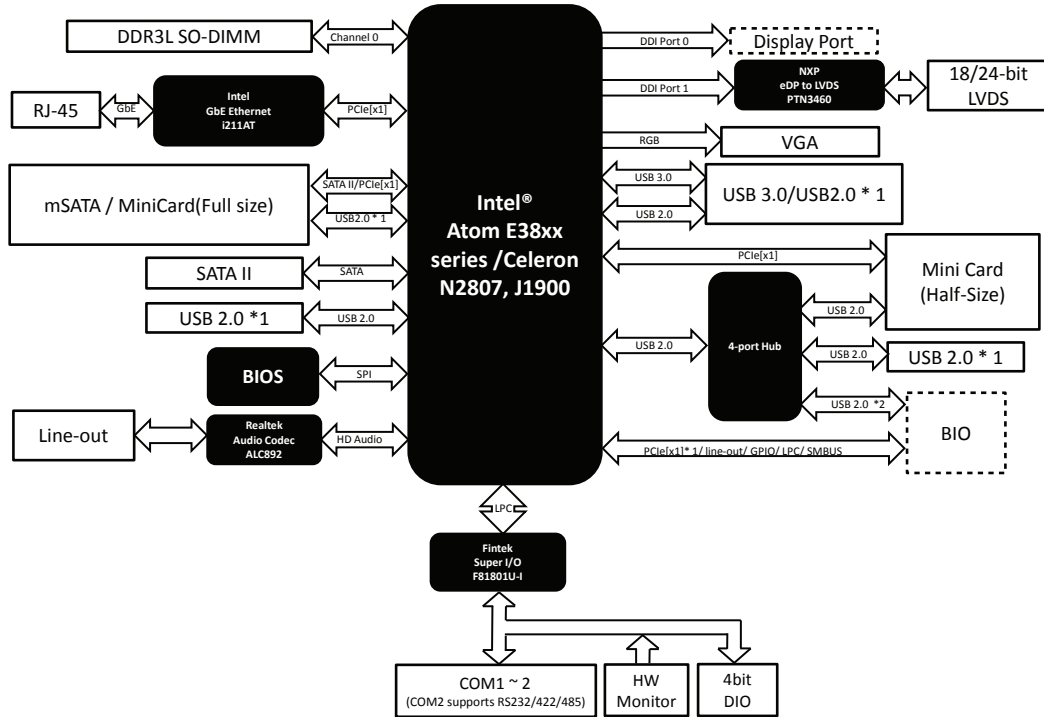 DDR3L SO-DIMM
Channel 0
DDI Port 0
Display Port
RJ-45
GbE
Intel
GbE Ethernet
i211AT
PCIe[x1]
DDI Port 1
NXP
eDP to LVDS
PTN3460
18/24-bit
LVDS
RGB
VGA
mSATA / MiniCard(Full size)
SATA II/PCIe[x1]
USB2.0 * 1
Intel®
Atom E38xx
series /Celeron
N2807, J1900
USB 3.0
USB 2.0
USB 3.0/USB2.0 * 1
SATA II
SATA
PCIe[x1]
Mini Card
(Half-Size)
USB 2.0 *1
USB 2.0
USB 2.0
4-port Hub
USB 2.0
USB 2.0
USB 2.0 * 1
BIOS
SPI
USB 2.0 *2
BIO
Line-out
Realtek
Audio Codec
ALC892
HD Audio
PCIe[x1]* 1/ line-out/ GPIO/ LPC/ SMBUS
LPC
Fintek
Super I/O
F81801U-I
COM1 ~ 2
(COM2 supports RS232/422/485)
HW
Monitor
4bit
DIO